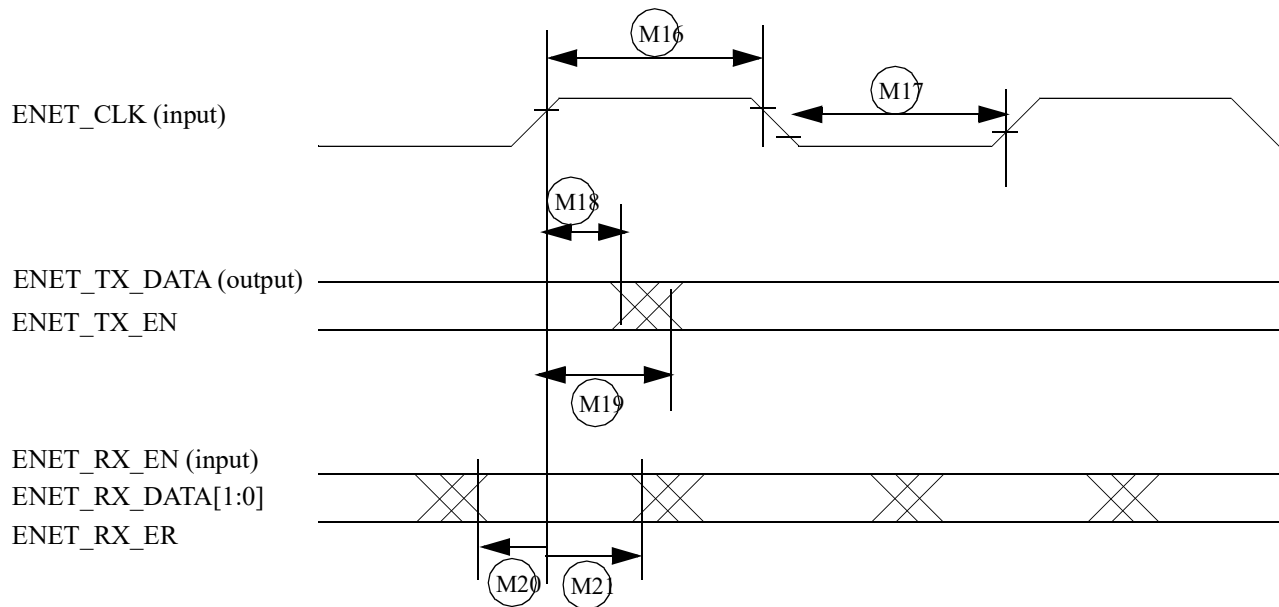 M16
ENET_CLK (input)
M17
M18
ENET_TX_DATA (output)
ENET_TX_EN
M19
ENET_RX_EN (input)
ENET_RX_DATA[1:0]
ENET_RX_ER
M20
M21